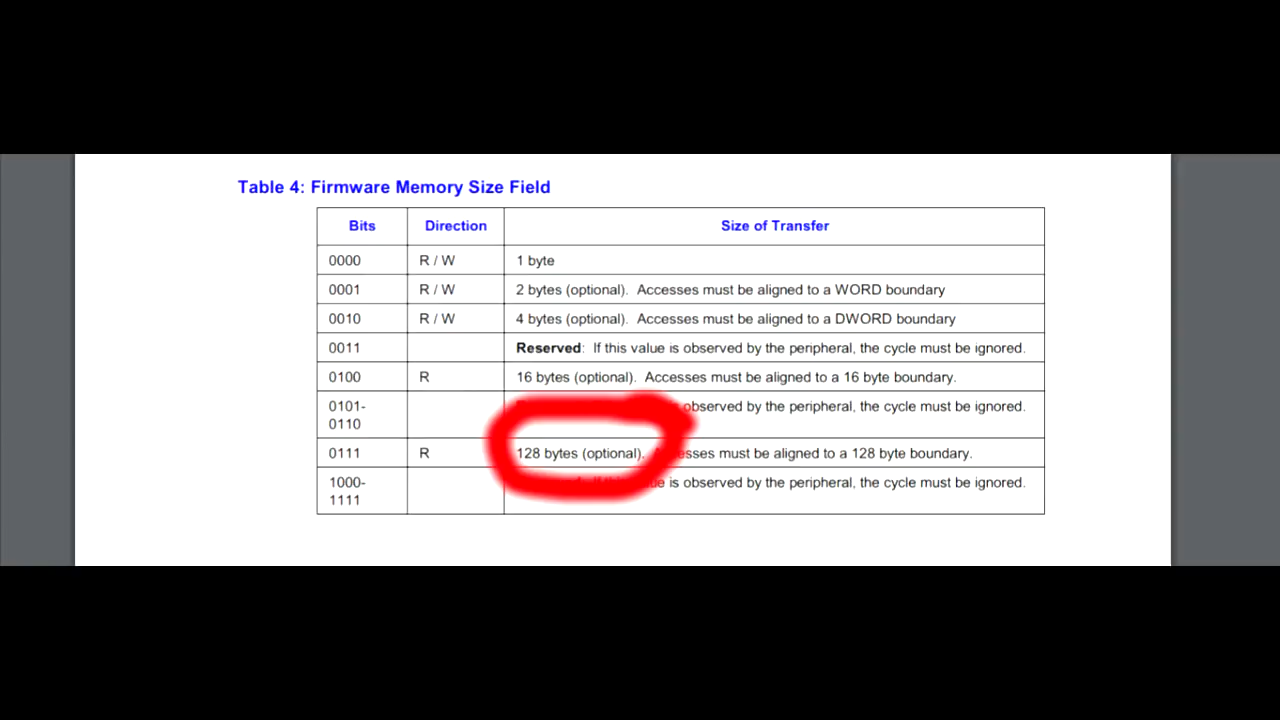 Table 4: Firmware Memory Size Field
Bits Direction Size of Transfer
0000 R / W 1 byte
0001 R / W 2 bytes (optional). Accesses must be aligned to a WORD boundary
0010 R / W 4 bytes (optional). Accesses must be aligned to a DWORD boundary
0011 Reserved: If this value is observed by the peripheral, the cycle must be ignored.
0100 R 16 bytes (optional). Accesses must be aligned to a 16 byte boundary.
0101- observed by the peripheral, the cycle must be ignored.
0110
0111 R 128 bytes (optional). Accesses must be aligned to a 128 byte boundary.
1000- is observed by the peripheral, the cycle must be ignored.
1111